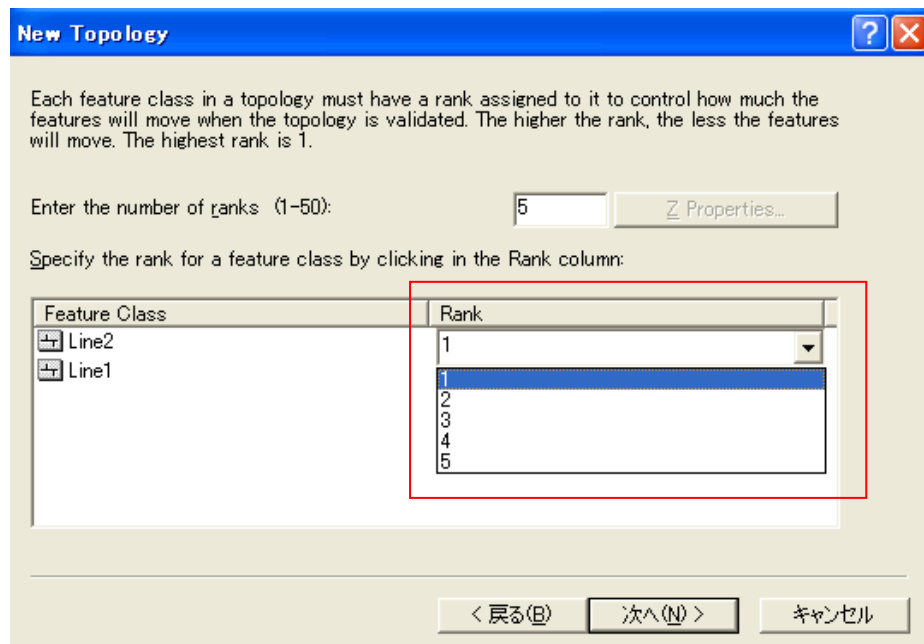 New Topology
Each feature class in a topology must have a rank assigned to it to control how much the
features will move when the topology is validated. The higher the rank, the less the features
will move. The highest rank is 1.
Enter the number of ranks (1-50):
5
Z Properties...
Specify the rank for a feature class by clicking in the Rank column:
Feature Class
Rank
Line2
1
Line1
1
2
3
4
5
< 戻る(B)
次へ(N) >
キャンセル